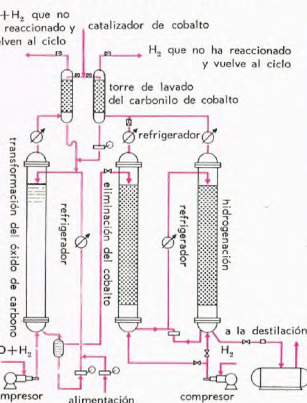 +H₂ que no
reaccionado y
elven al ciclo
catalizador de cobalto
H₂ que no ha reaccionado
y vuelve al ciclo
torre de lavado
del carbonilo de cobalto
refrigerador
transformación del óxido de carbono
refrigerador
eliminación del cobalto
refrigerador
hidrogenación
a la destilación
O+H₂
H₂
mpresor
alimentación
compresor